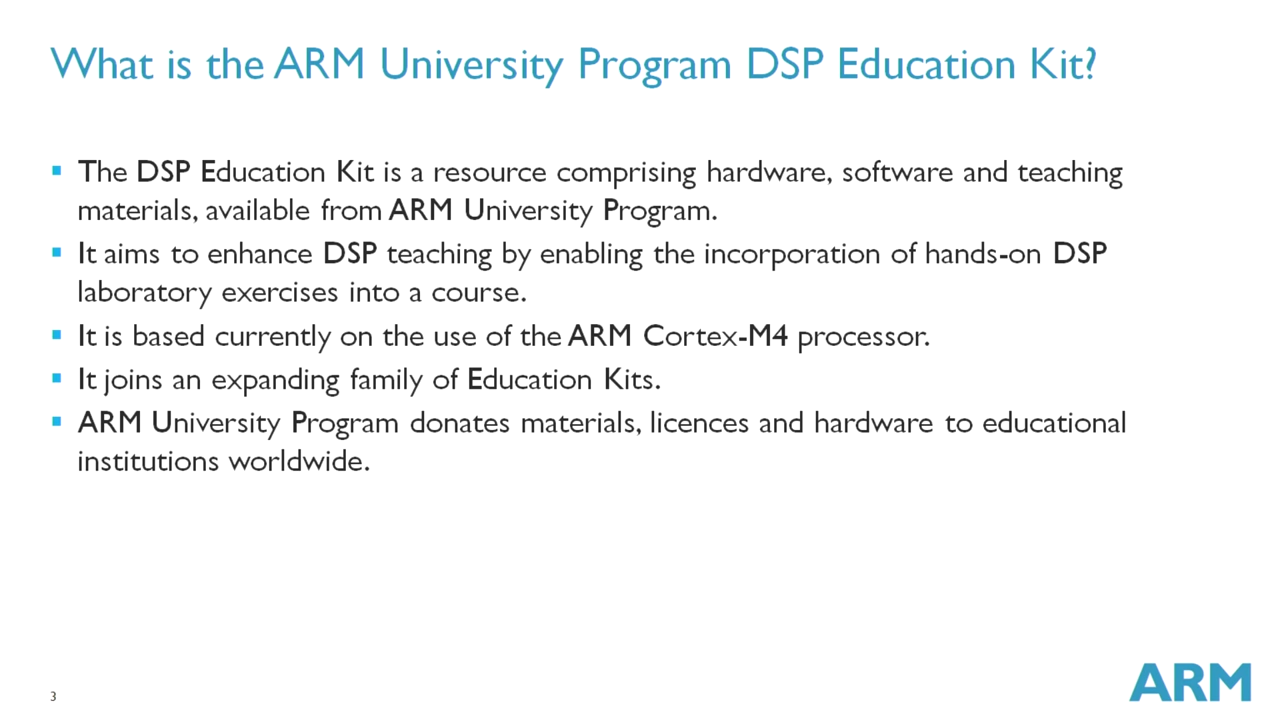 What is the ARM University Program DSP Education Kit?
▪ The DSP Education Kit is a resource comprising hardware, software and teaching
materials, available from ARM University Program.
▪ It aims to enhance DSP teaching by enabling the incorporation of hands-on DSP
laboratory exercises into a course.
▪ It is based currently on the use of the ARM Cortex-M4 processor.
▪ It joins an expanding family of Education Kits.
▪ ARM University Program donates materials, licences and hardware to educational
institutions worldwide.
3
ARM